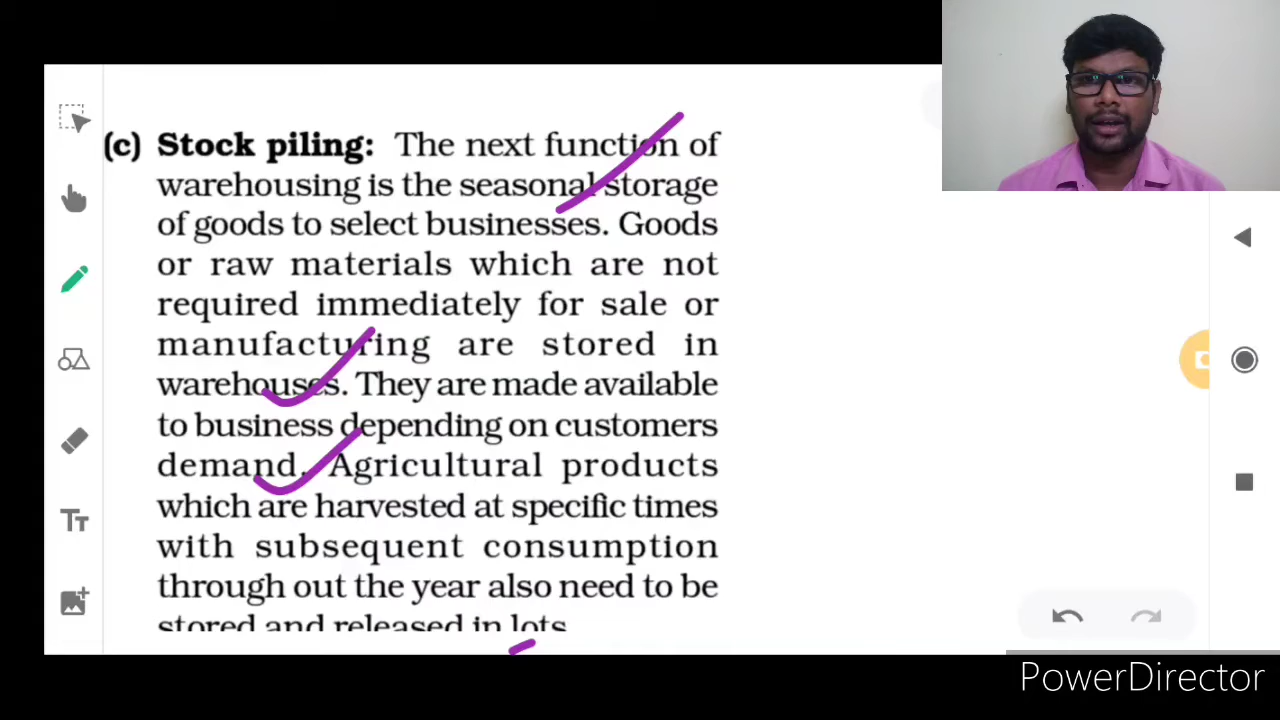 (c) Stock piling: The next function of
warehousing is the seasonal storage
of goods to select businesses. Goods
or raw materials which are not
required immediately for sale or
manufacturing are stored in
warehouses. They are made available
to business depending on customers
demand. Agricultural products
which are harvested at specific times
with subsequent consumption
through out the year also need to be
stored and released in lots.
TT
PowerDirector